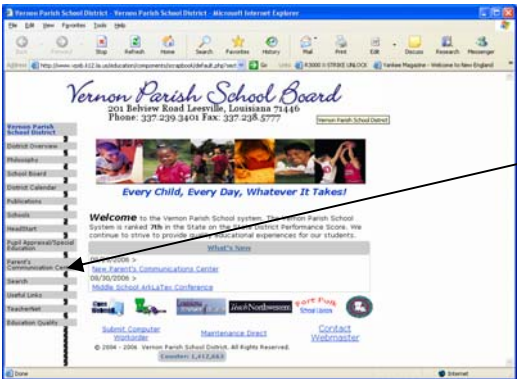 Vernon Parish School District - Vernon Parish School District - Microsoft Internet Explorer
File Edit View Favorites Tools Help
Back Stop Refresh Home Search Favorites History Mail Print Edit Discuss Research Messenger
Address Go Links
Vernon Parish School Board
201 Belview Road Leesville, Louisiana 71446
Phone: 337.239.3401 Fax: 337.238.5777
Vernon Parish School District
Vernon Parish
School District
District Overview
Philosophy
School Board
District Calendar
Publications
Schools
HeadStart
Pupil Appraisal/Special
Education
Parent's
Communication Center
Search
Useful Links
TeacherNet
Education Quality
Every Child, Every Day, Whatever It Takes!
Welcome to the Vernon Parish School system. The Vernon Parish School
System is ranked 7th in the State on the State District Performance Score. We
continue to strive to provide quality educational experiences for our students.
What's New
New Parent's Communications Center
08/30/2006 >
Middle School ArkLaTex Conference
Submit Computer
Workorder
Maintenance Direct
Contact
Webmaster
© 2004 - 2006 Vernon Parish School District. All Rights Reserved.
Counter: 1,412,663
Done
Internet